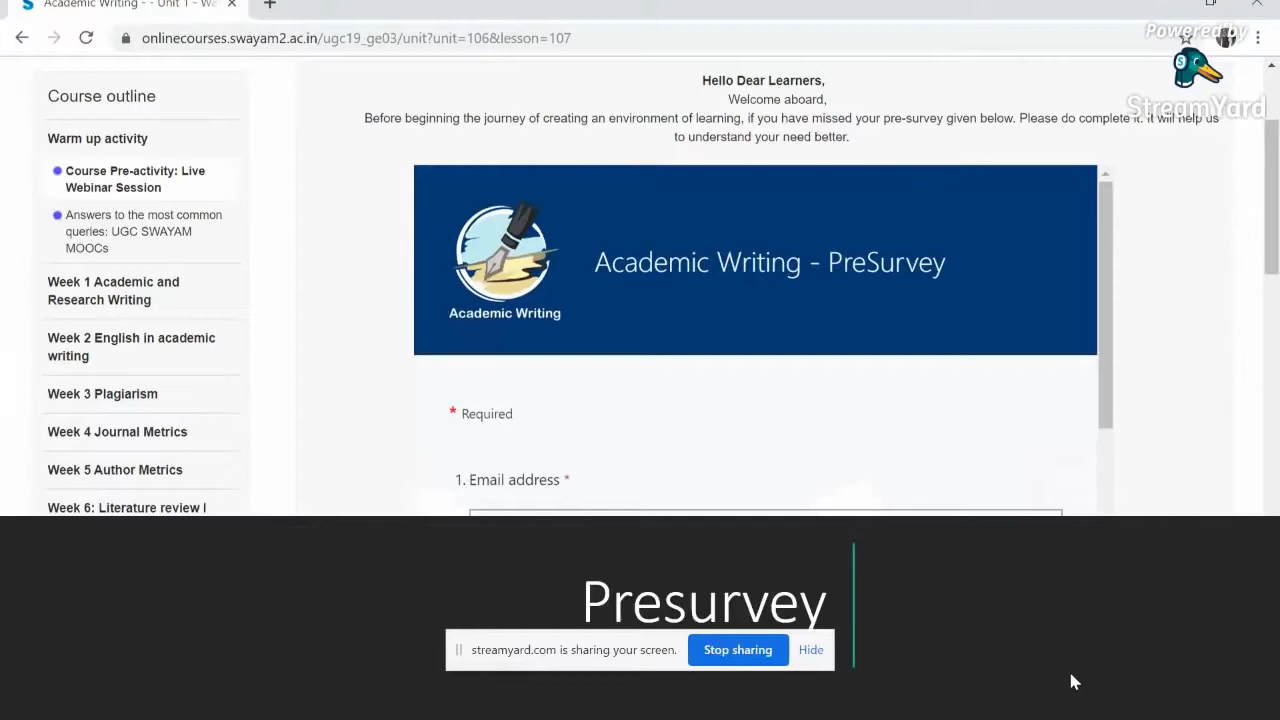 Academic Writing - - Unit 1 - Wa
onlinecourses.swayam2.ac.in/ugc19_ge03/unit?unit=106&lesson=107
Powered by
StreamYard
Course outline
Warm up activity
Course Pre-activity: Live
Webinar Session
Answers to the most common
queries: UGC SWAYAM
MOOCs
Week 1 Academic and
Research Writing
Week 2 English in academic
writing
Week 3 Plagiarism
Week 4 Journal Metrics
Week 5 Author Metrics
Week 6: Literature review I
Hello Dear Learners,
Welcome aboard,
Before beginning the journey of creating an environment of learning, if you have missed your pre-survey given below. Please do complete it. It will help us
to understand your need better.
Academic Writing
Academic Writing - PreSurvey
* Required
1. Email address *
Presurvey
streamyard.com is sharing your screen.
Stop sharing
Hide